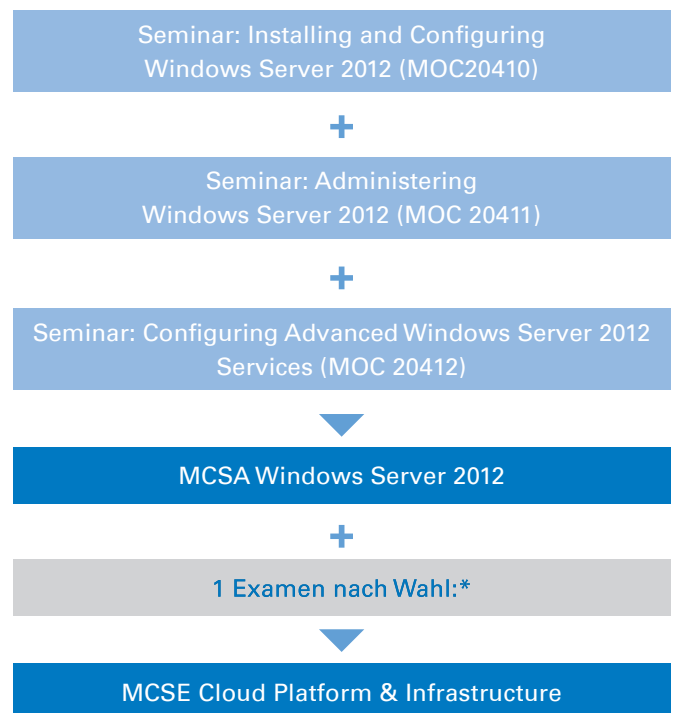 Seminar: Installing and Configuring
Windows Server 2012 (MOC20410)
+
Seminar: Administering
Windows Server 2012 (MOC 20411)
+
Seminar: Configuring Advanced Windows Server 2012
Services (MOC 20412)
MCSA Windows Server 2012
+
1 Examen nach Wahl:*
MCSE Cloud Platform & Infrastructure